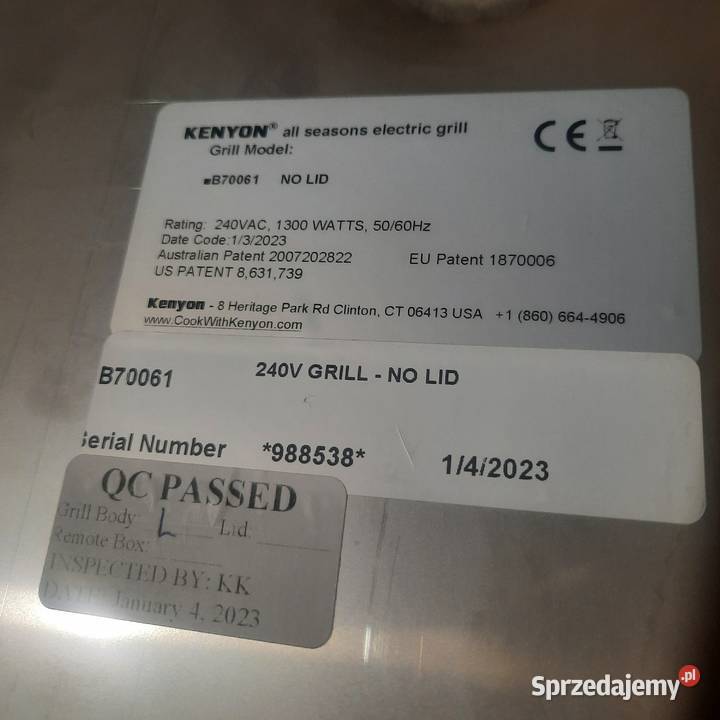 KENYON® all seasons electric grill
Grill Model:
B70061 NO LID
Rating: 240VAC, 1300 WATTS, 50/60Hz
Date Code:1/3/2023
Australian Patent 2007202822 EU Patent 1870006
US PATENT 8,631,739
Kenyon - 8 Heritage Park Rd Clinton, CT 06413 USA +1 (860) 664-4906
www.CookWithKenyon.com
CE
B70061 240V GRILL - NO LID
Serial Number *988538* 1/4/2023
QC PASSED
Grill Body: L Lid:
Remote Box:
INSPECTED BY: KK
DATE: January 4, 2023
Sprzedajemy.pl